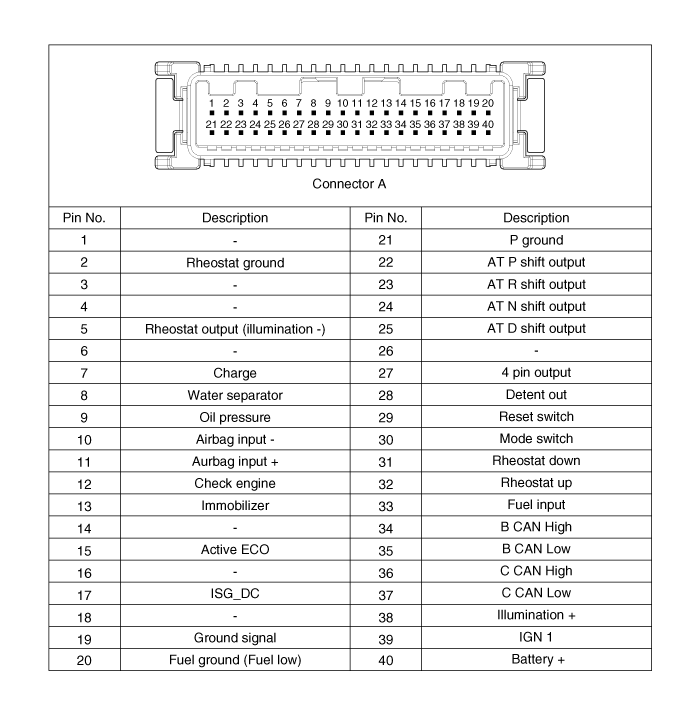 1 2 3 4 5 6 7 8 9 10 11 12 13 14 15 16 17 18 19 20
21 22 23 24 25 26 27 28 29 30 31 32 33 34 35 36 37 38 39 40
Connector A
Pin No. Description Pin No. Description
1 - 21 P ground
2 Rheostat ground 22 AT P shift output
3 - 23 AT R shift output
4 - 24 AT N shift output
5 Rheostat output (illumination -) 25 AT D shift output
6 - 26 -
7 Charge 27 4 pin output
8 Water separator 28 Detent out
9 Oil pressure 29 Reset switch
10 Airbag input - 30 Mode switch
11 Aurbag input + 31 Rheostat down
12 Check engine 32 Rheostat up
13 Immobilizer 33 Fuel input
14 - 34 B CAN High
15 Active ECO 35 B CAN Low
16 - 36 C CAN High
17 ISG_DC 37 C CAN Low
18 - 38 Illumination +
19 Ground signal 39 IGN 1
20 Fuel ground (Fuel low) 40 Battery +